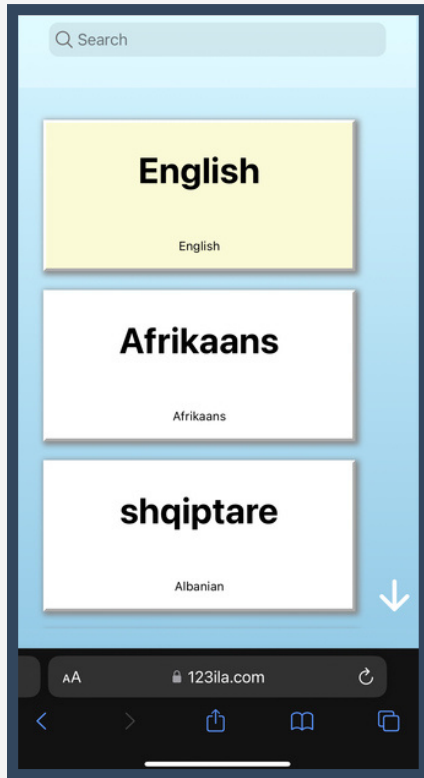 Search
English
English
Afrikaans
Afrikaans
shqiptare
Albanian
AA 123ila.com